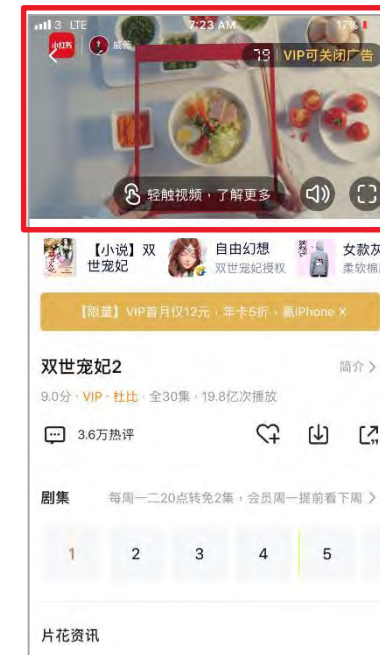 3 LTE 7:23 AM 17%
小红书 威海 79 VIP可关闭广告
轻触视频，了解更多
【小说】双世宠妃
自由幻想
双世宠妃授权
女款灰
柔软棉
【限量】VIP首月仅12元，年卡5折，赢iPhone X
双世宠妃2 简介
9.0分·VIP·杜比·全30集·19.8亿次播放
3.6万热评
剧集 每周一二20点转免2集，会员周一提前看下周
1 2 3 4 5
片花资讯